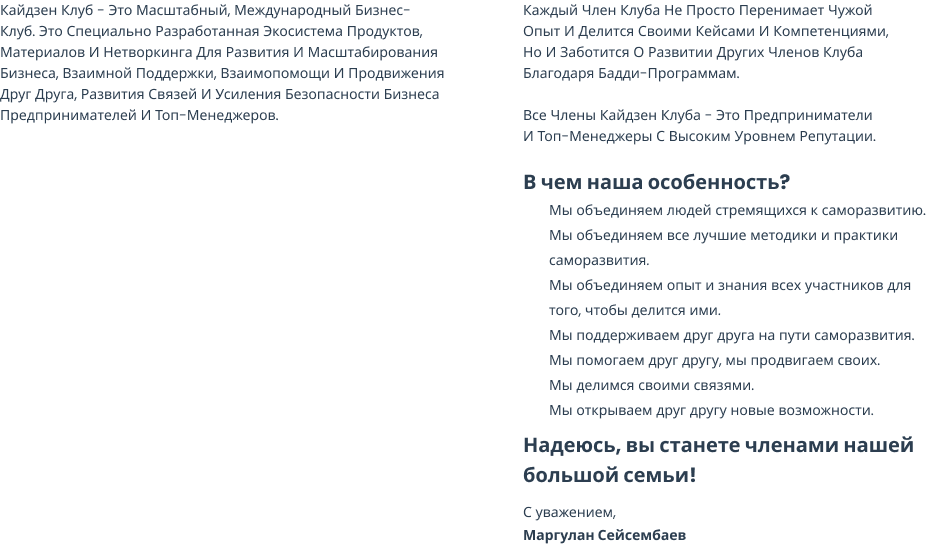 Кайдзен Клуб – Это Масштабный, Международный Бизнес-
Клуб. Это Специально Разработанная Экосистема Продуктов,
Материалов И Нетворкинга Для Развития И Масштабирования
Бизнеса, Взаимной Поддержки, Взаимопомощи И Продвижения
Друг Друга, Развития Связей И Усиления Безопасности Бизнеса
Предпринимателей И Топ-Менеджеров.
Каждый Член Клуба Не Просто Перенимает Чужой
Опыт И Делится Своими Кейсами И Компетенциями,
Но И Заботится О Развитии Других Членов Клуба
Благодаря Бадди-Программам.
Все Члены Кайдзен Клуба – Это Предприниматели
И Топ-Менеджеры С Высоким Уровнем Репутации.
В чем наша особенность?
Мы объединяем людей стремящихся к саморазвитию.
Мы объединяем все лучшие методики и практики
саморазвития.
Мы объединяем опыт и знания всех участников для
того, чтобы делится ими.
Мы поддерживаем друг друга на пути саморазвития.
Мы помогаем друг другу, мы продвигаем своих.
Мы делимся своими связями.
Мы открываем друг другу новые возможности.
Надеюсь, вы станете членами нашей
большой семьи!
С уважением,
Маргулан Сейсембаев